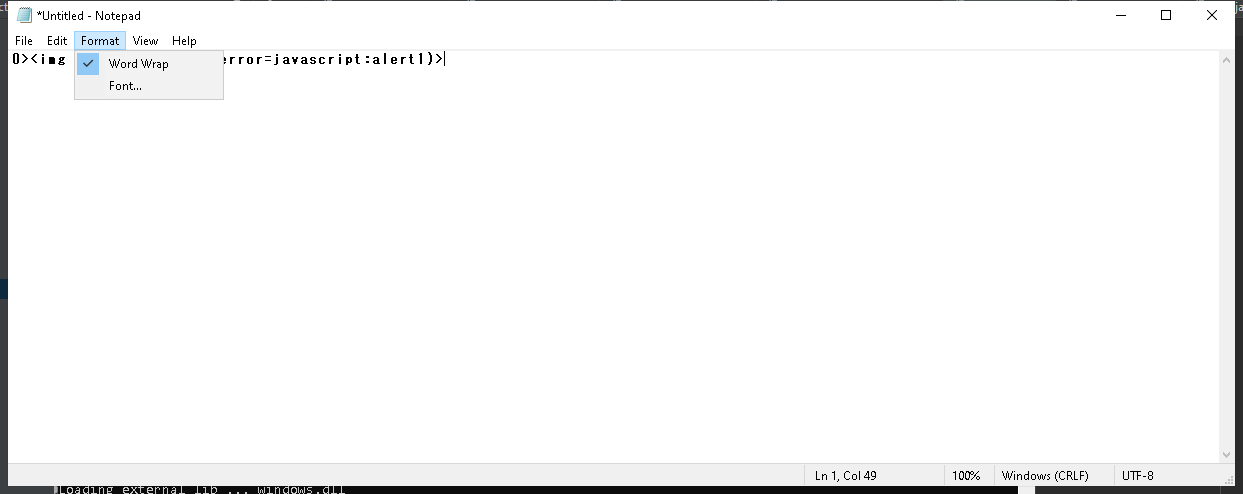 *Untitled - Notepad
File Edit Format View Help
0><img error=javascript:alert1)>
Word Wrap
Font...
Ln 1, Col 49 100% Windows (CRLF) UTF-8
Loading external lib ... windows.dll